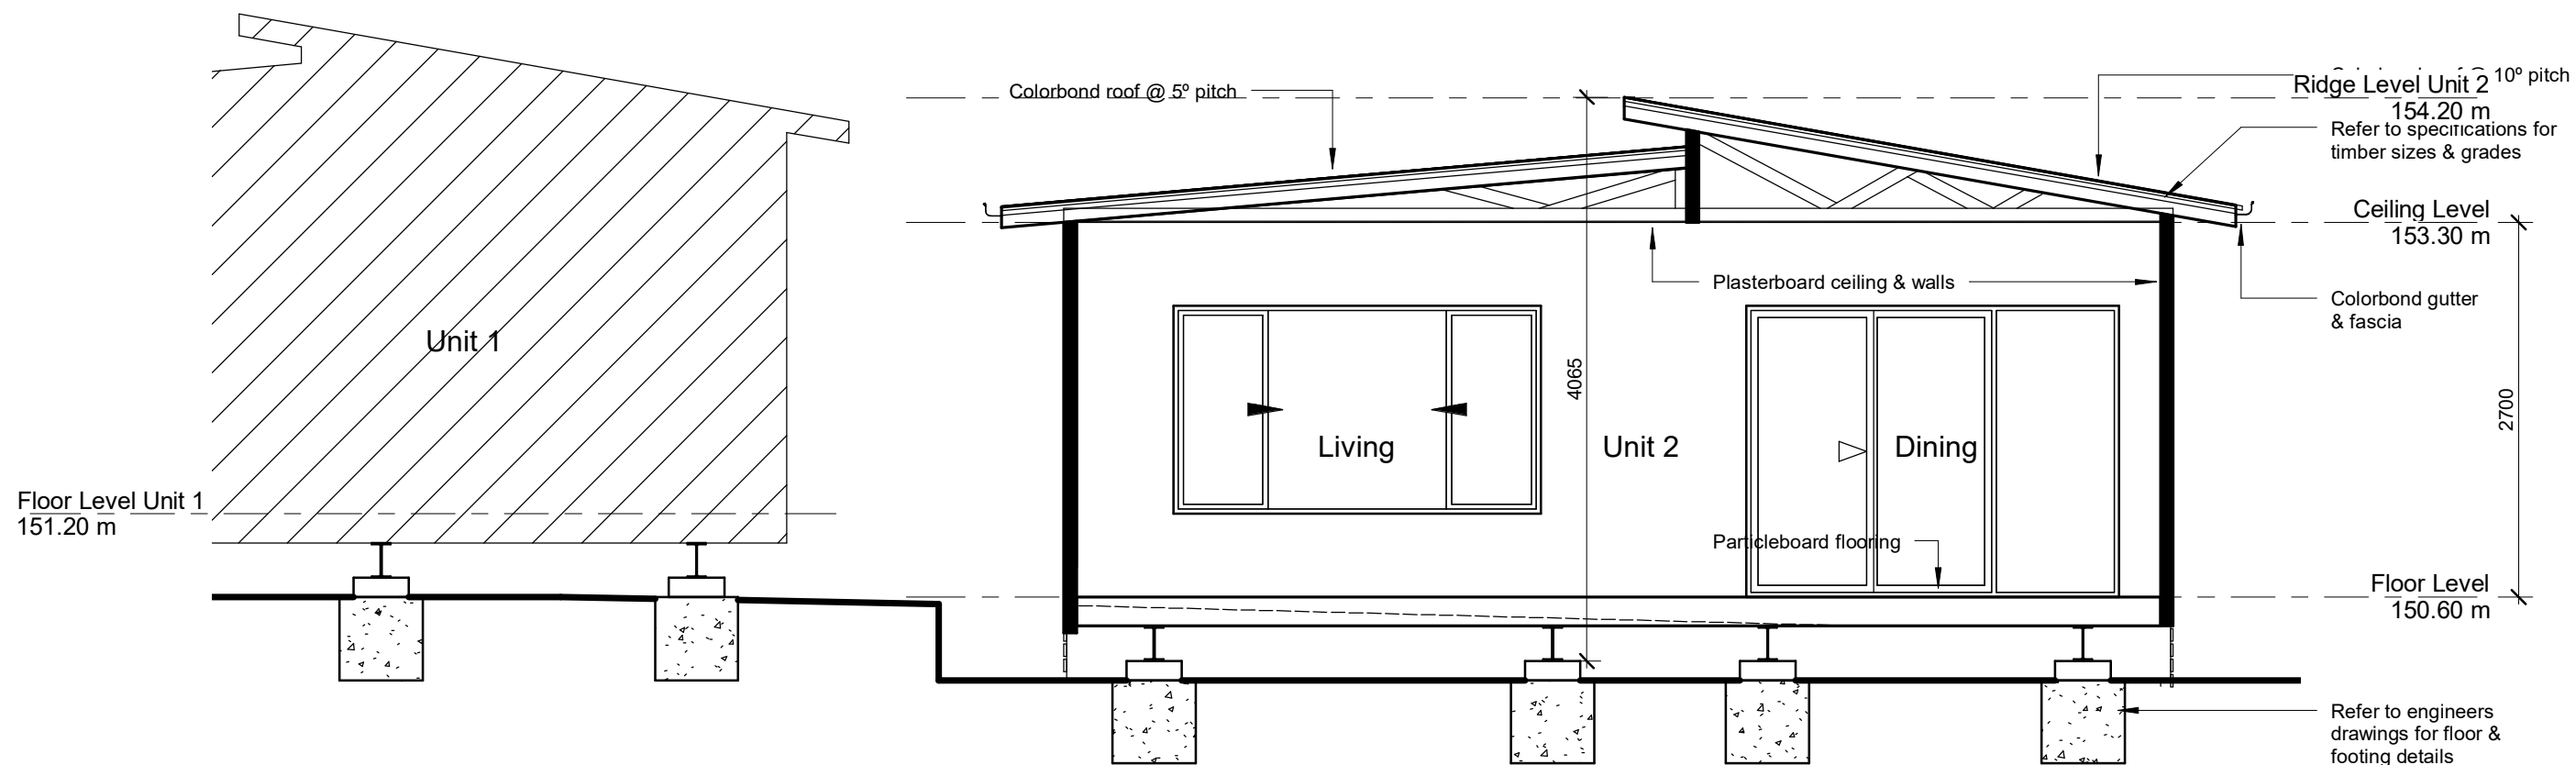 Colorbond roof @ 5º pitch
10º pitch
Ridge Level Unit 2
154.20 m
Refer to specifications for
timber sizes & grades
Ceiling Level
153.30 m
Plasterboard ceiling & walls
Colorbond gutter
& fascia
Unit 1
4065
2700
Living
Unit 2
Dining
Floor Level Unit 1
151.20 m
Particleboard flooring
Floor Level
150.60 m
Refer to engineers
drawings for floor &
footing details